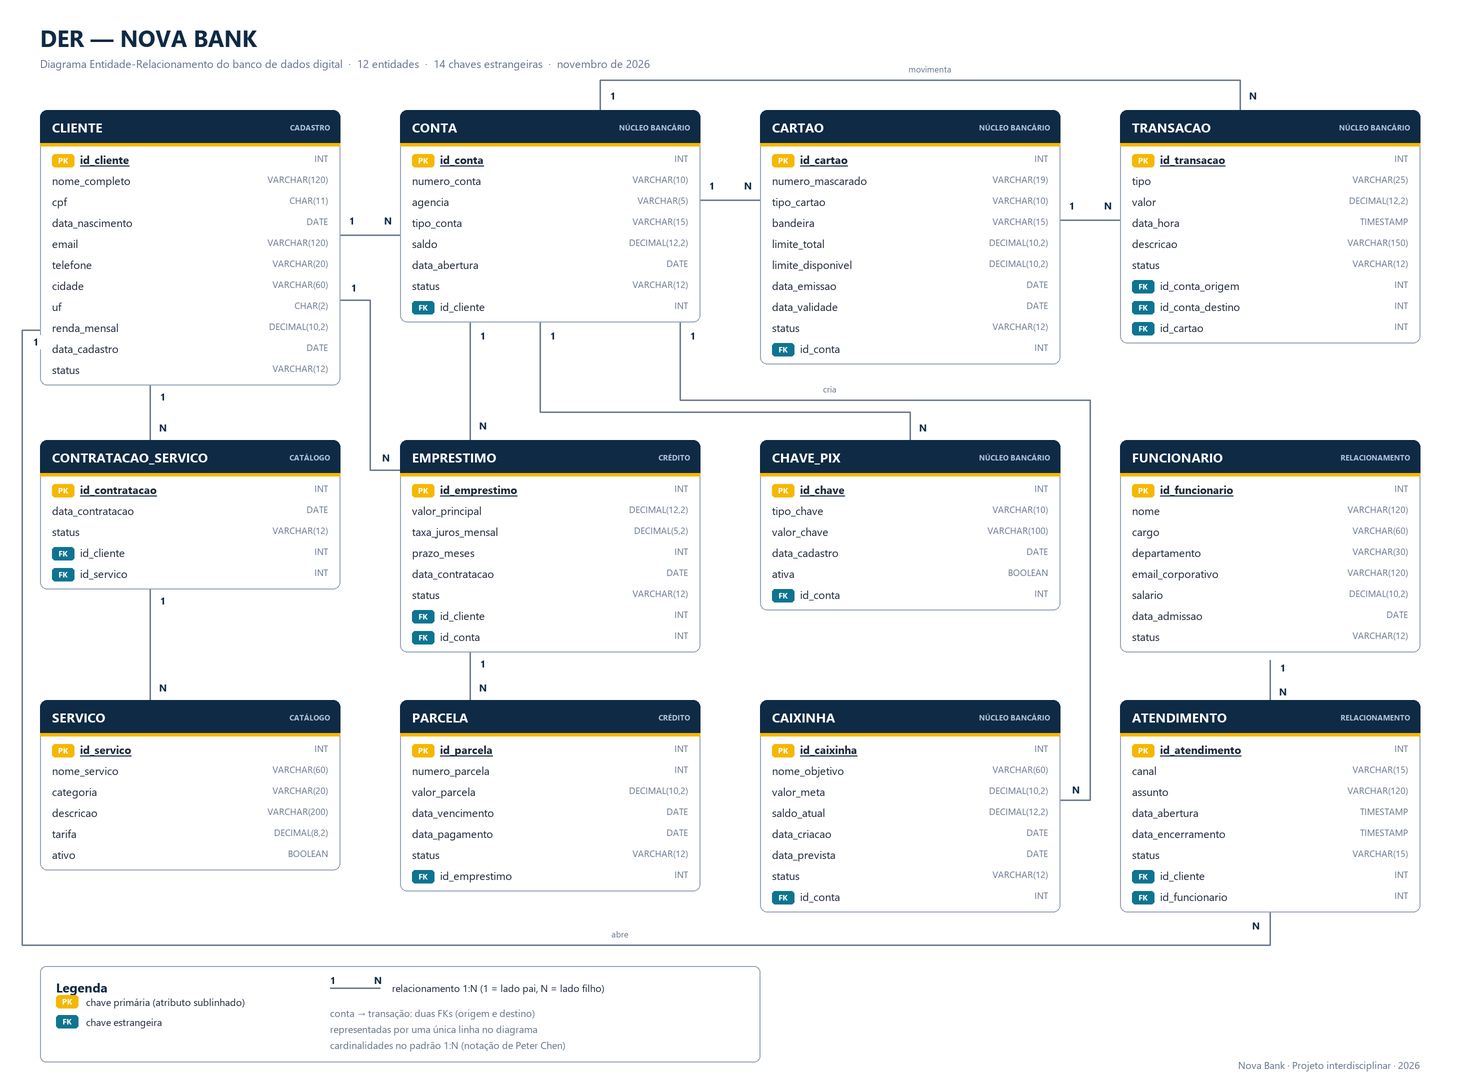 DER — NOVA BANK
Diagrama Entidade-Relacionamento do banco de dados digital · 12 entidades · 14 chaves estrangeiras · novembro de 2026
movimenta
1
N
CLIENTE CADASTRO
PK id_cliente INT
nome_completo VARCHAR(120)
cpf CHAR(11)
data_nascimento DATE
email VARCHAR(120)
telefone VARCHAR(20)
cidade VARCHAR(60)
uf CHAR(2)
renda_mensal DECIMAL(10,2)
data_cadastro DATE
status VARCHAR(12)
1 N
1
1
CONTA NÚCLEO BANCÁRIO
PK id_conta INT
numero_conta VARCHAR(10)
agencia VARCHAR(5)
tipo_conta VARCHAR(15)
saldo DECIMAL(12,2)
data_abertura DATE
status VARCHAR(12)
FK id_cliente INT
1 N
CARTAO NÚCLEO BANCÁRIO
PK id_cartao INT
numero_mascarado VARCHAR(19)
tipo_cartao VARCHAR(10)
bandeira VARCHAR(15)
limite_total DECIMAL(10,2)
limite_disponivel DECIMAL(10,2)
data_emissao DATE
data_validade DATE
status VARCHAR(12)
FK id_conta INT
1 N
TRANSACAO NÚCLEO BANCÁRIO
PK id_transacao INT
tipo VARCHAR(25)
valor DECIMAL(12,2)
data_hora TIMESTAMP
descricao VARCHAR(150)
status VARCHAR(12)
FK id_conta_origem INT
FK id_conta_destino INT
FK id_cartao INT
1 1 1
cria
1
N
N
N
N
CONTRATACAO_SERVICO CATÁLOGO
PK id_contratacao INT
data_contratacao DATE
status VARCHAR(12)
FK id_cliente INT
FK id_servico INT
EMPRESTIMO CRÉDITO
PK id_emprestimo INT
valor_principal DECIMAL(12,2)
taxa_juros_mensal DECIMAL(5,2)
prazo_meses INT
data_contratacao DATE
status VARCHAR(12)
FK id_cliente INT
FK id_conta INT
CHAVE_PIX NÚCLEO BANCÁRIO
PK id_chave INT
tipo_chave VARCHAR(10)
valor_chave VARCHAR(100)
data_cadastro DATE
ativa BOOLEAN
FK id_conta INT
FUNCIONARIO RELACIONAMENTO
PK id_funcionario INT
nome VARCHAR(120)
cargo VARCHAR(60)
departamento VARCHAR(30)
email_corporativo VARCHAR(120)
salario DECIMAL(10,2)
data_admissao DATE
status VARCHAR(12)
1
N
1
N
1
N
SERVICO CATÁLOGO
PK id_servico INT
nome_servico VARCHAR(60)
categoria VARCHAR(20)
descricao VARCHAR(200)
tarifa DECIMAL(8,2)
ativo BOOLEAN
PARCELA CRÉDITO
PK id_parcela INT
numero_parcela INT
valor_parcela DECIMAL(10,2)
data_vencimento DATE
data_pagamento DATE
status VARCHAR(12)
FK id_emprestimo INT
CAIXINHA NÚCLEO BANCÁRIO
PK id_caixinha INT
nome_objetivo VARCHAR(60)
valor_meta DECIMAL(10,2)
saldo_atual DECIMAL(12,2)
data_criacao DATE
data_prevista DATE
status VARCHAR(12)
FK id_conta INT
N
ATENDIMENTO RELACIONAMENTO
PK id_atendimento INT
canal VARCHAR(15)
assunto VARCHAR(120)
data_abertura TIMESTAMP
data_encerramento TIMESTAMP
status VARCHAR(15)
FK id_cliente INT
FK id_funcionario INT
N
abre
Legenda
PK chave primária (atributo sublinhado)
FK chave estrangeira
1 N relacionamento 1:N (1 = lado pai, N = lado filho)
conta → transação: duas FKs (origem e destino)
representadas por uma única linha no diagrama
cardinalidades no padrão 1:N (notação de Peter Chen)
Nova Bank · Projeto interdisciplinar · 2026